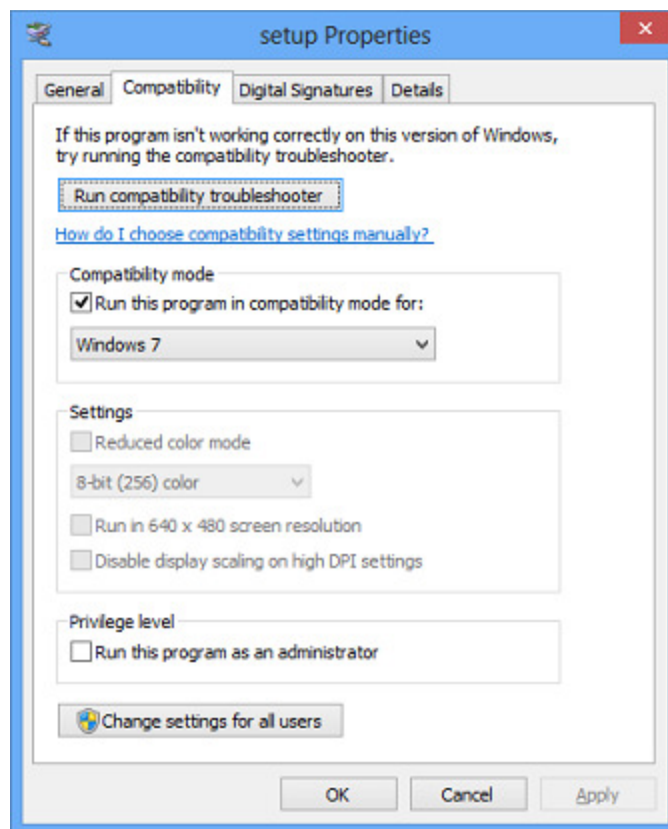 setup Properties
General Compatibility Digital Signatures Details
If this program isn't working correctly on this version of Windows,
try running the compatibility troubleshooter.
Run compatibility troubleshooter
How do I choose compatibility settings manually?
Compatibility mode
Run this program in compatibility mode for:
Windows 7
Settings
Reduced color mode
8-bit (256) color
Run in 640 x 480 screen resolution
Disable display scaling on high DPI settings
Privilege level
Run this program as an administrator
Change settings for all users
OK Cancel Apply